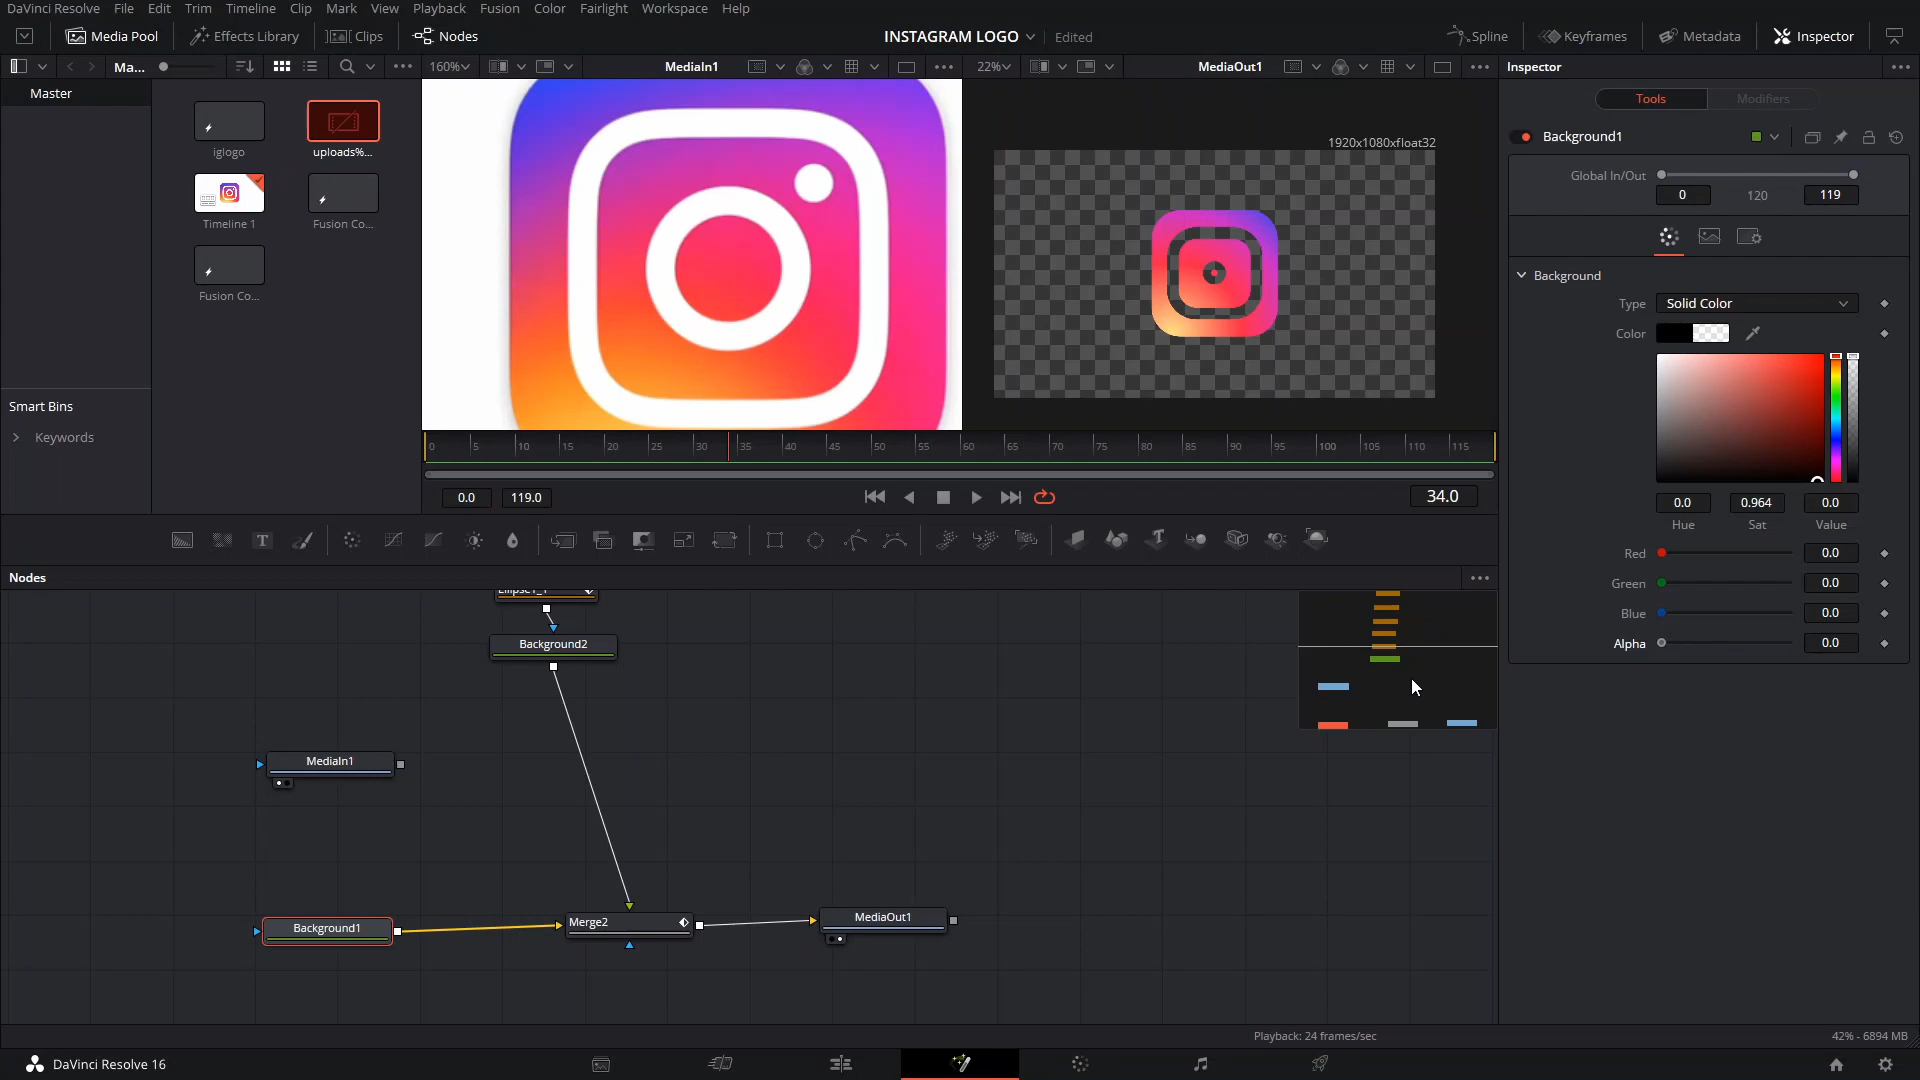 DaVinci Resolve File Edit Trim Timeline Clip Mark View Playback Fusion Color Fairlight Workspace Help
Media Pool Effects Library Clips Nodes INSTAGRAM LOGO Edited Spline Keyframes Metadata Inspector
Ma... 160% MediaIn1 22% MediaOut1 Inspector
Master
Tools Modifiers
iglogo uploads%...
Timeline 1 Fusion Co...
Fusion Co...
Smart Bins
Keywords
1920x1080xfloat32
Background1
Global In/Out
0 120 119
Background
Type Solid Color
Color
0.0 0.964 0.0
Hue Sat Value
Red 0.0
Green 0.0
Blue 0.0
Alpha 0.0
0 5 10 15 20 25 30 35 40 45 50 55 60 65 70 75 80 85 90 95 100 105 110 115
0.0 119.0 34.0
Nodes
Ellipse1_1
Background2
MediaIn1
Background1
Merge2
MediaOut1
Playback: 24 frames/sec 42% - 6894 MB
DaVinci Resolve 16